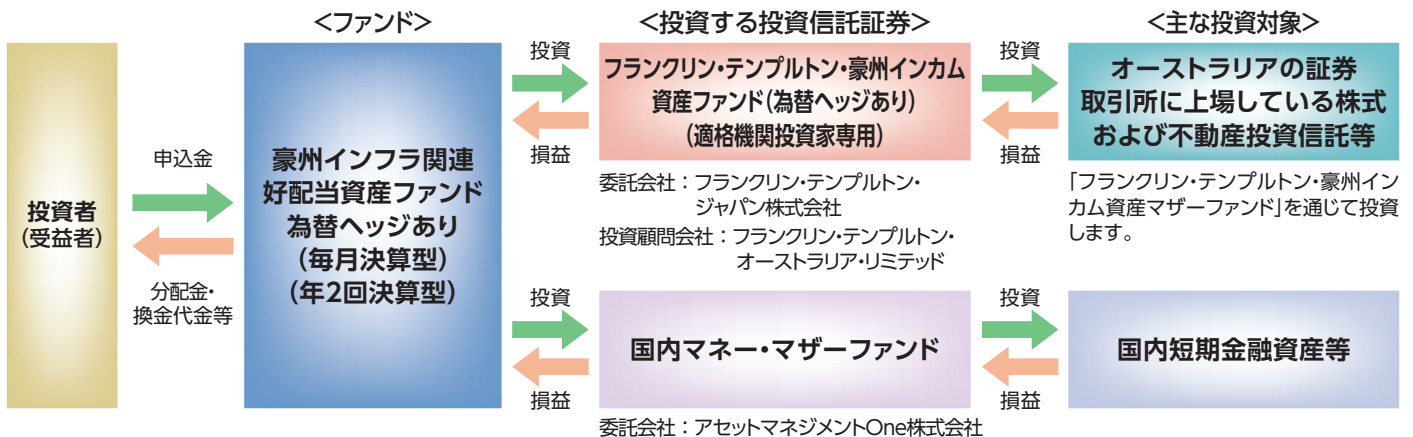 <ファンド>
<投資する投資信託証券>
<主な投資対象>
投資者
(受益者)
申込金
分配金・
換金代金等
豪州インフラ関連
好配当資産ファンド
為替ヘッジあり
(毎月決算型)
(年2回決算型)
投資
損益
フランクリン・テンプルトン・豪州インカム
資産ファンド(為替ヘッジあり)
(適格機関投資家専用)
委託会社：フランクリン・テンプルトン・
ジャパン株式会社
投資顧問会社：フランクリン・テンプルトン・
オーストラリア・リミテッド
投資
損益
オーストラリアの証券
取引所に上場している株式
および不動産投資信託等
「フランクリン・テンプルトン・豪州イン
カム資産マザーファンド」を通じて投資
します。
投資
損益
国内マネー・マザーファンド
委託会社：アセットマネジメントOne株式会社
投資
損益
国内短期金融資産等